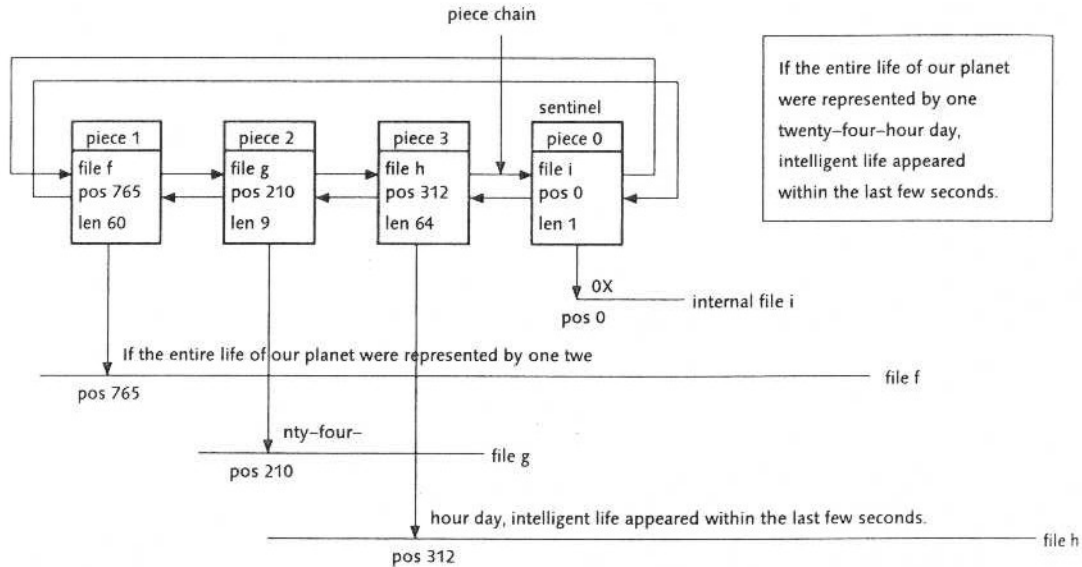 piece chain
If the entire life of our planet
were represented by one
twenty–four–hour day,
intelligent life appeared
within the last few seconds.
sentinel
piece 1
file f
pos 765
len 60
piece 2
file g
pos 210
len 9
piece 3
file h
pos 312
len 64
piece 0
file i
pos 0
len 1
0X
internal file i
pos 0
If the entire life of our planet were represented by one twe
file f
pos 765
nty–four–
file g
pos 210
hour day, intelligent life appeared within the last few seconds.
file h
pos 312